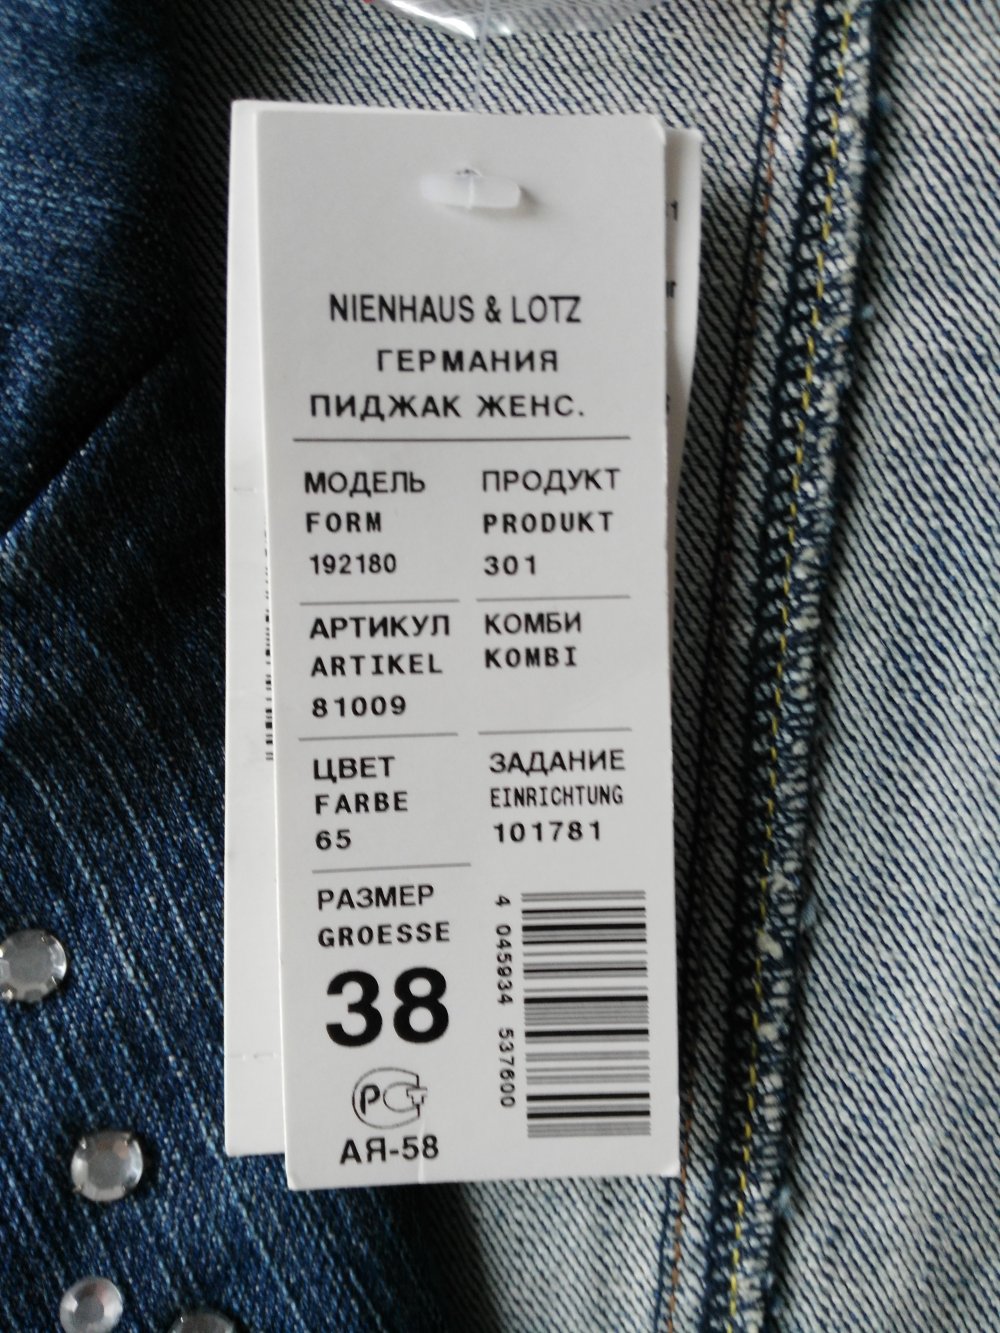 NIENHAUS & LOTZ
ГЕРМАНИЯ
ПИДЖАК ЖЕНС.
МОДЕЛЬ
FORM
192180
ПРОДУКТ
PRODUKT
301
АРТИКУЛ
ARTIKEL
81009
КОМБИ
KOMBI
ЦВЕТ
FARBE
65
ЗАДАНИЕ
EINRICHTUNG
101781
РАЗМЕР
GROESSE
38
РСТ
АЯ-58
4 045934 537600